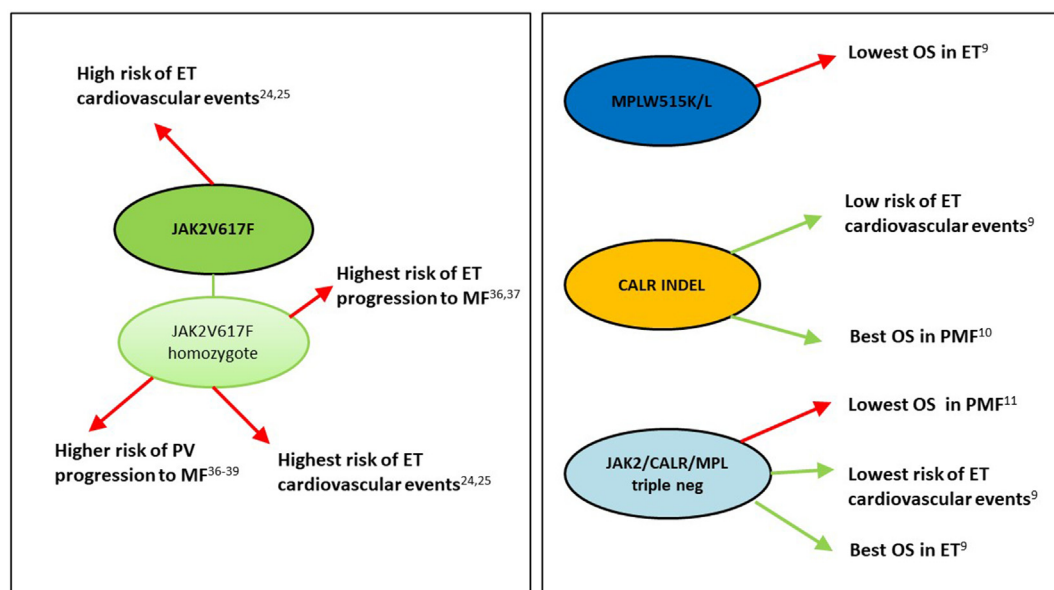 High risk of ET
cardiovascular events24,25
JAK2V617F
Highest risk of ET
progression to MF36,37
JAK2V617F
homozygote
Higher risk of PV
progression to MF36-39
Highest risk of ET
cardiovascular events24,25
Lowest OS in ET9
MPLW515K/L
Low risk of ET
cardiovascular events9
CALR INDEL
Best OS in PMF10
Lowest OS in PMF11
JAK2/CALR/MPL
triple neg
Lowest risk of ET
cardiovascular events9
Best OS in ET9